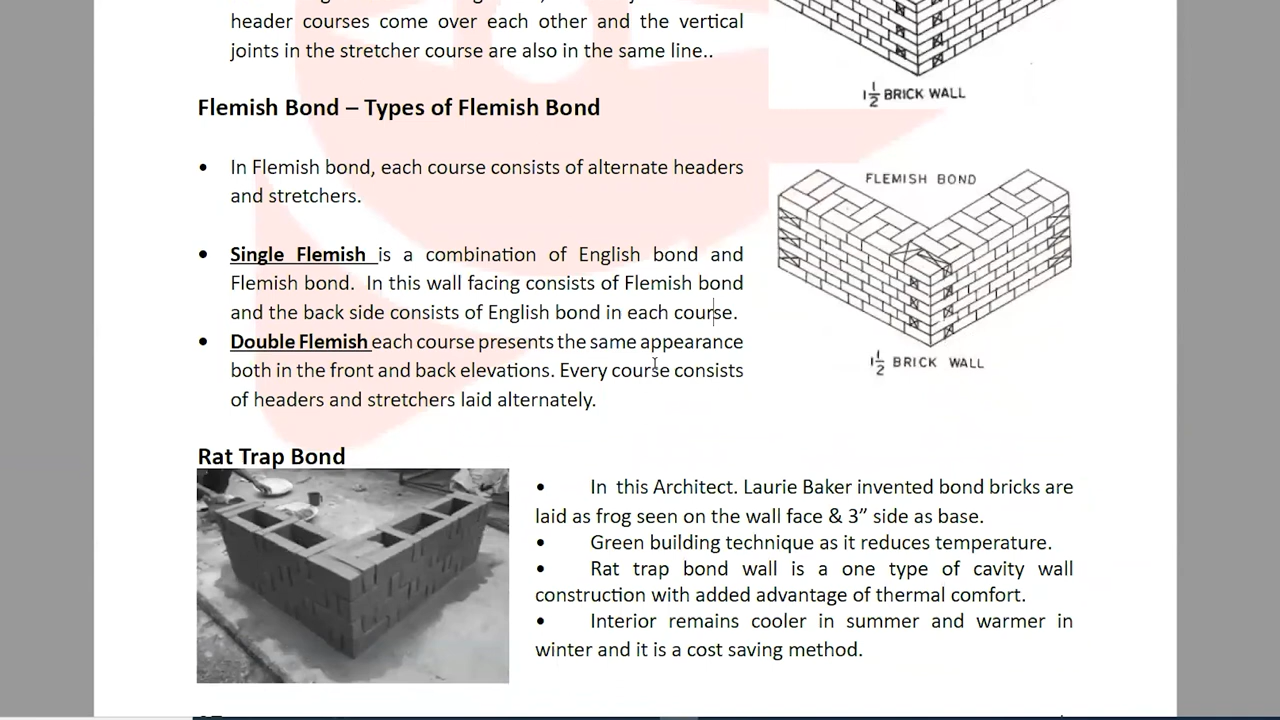 header courses come over each other and the vertical
joints in the stretcher course are also in the same line..
1 1/2 BRICK WALL
Flemish Bond – Types of Flemish Bond
• In Flemish bond, each course consists of alternate headers
and stretchers.
FLEMISH BOND
• Single Flemish is a combination of English bond and
Flemish bond. In this wall facing consists of Flemish bond
and the back side consists of English bond in each course.
• Double Flemish each course presents the same appearance
both in the front and back elevations. Every course consists
of headers and stretchers laid alternately.
1 1/2 BRICK WALL
Rat Trap Bond
• In this Architect. Laurie Baker invented bond bricks are
laid as frog seen on the wall face & 3” side as base.
• Green building technique as it reduces temperature.
• Rat trap bond wall is a one type of cavity wall
construction with added advantage of thermal comfort.
• Interior remains cooler in summer and warmer in
winter and it is a cost saving method.